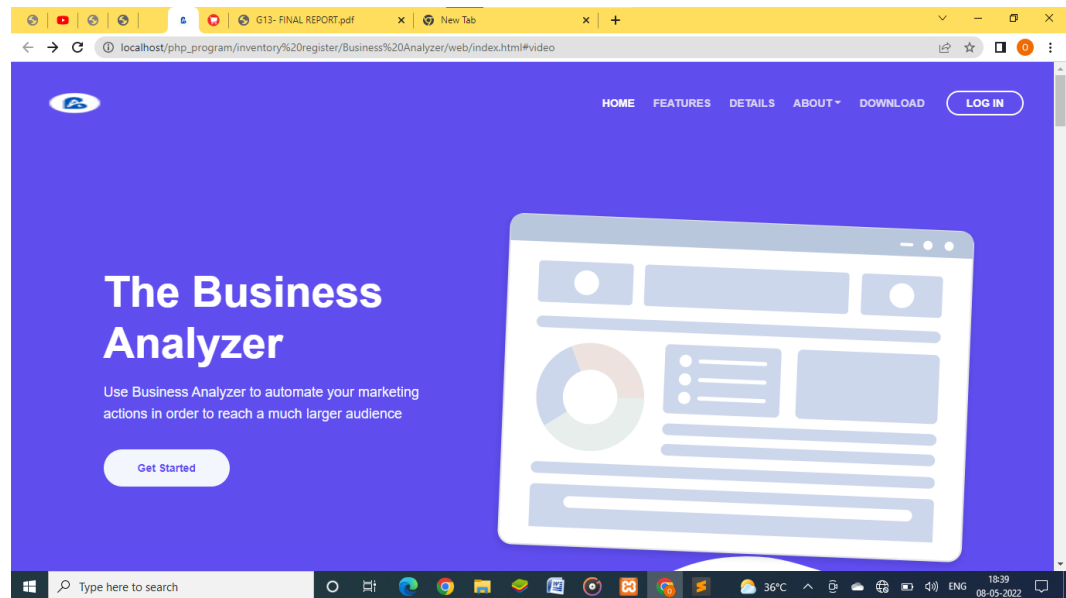 G13- FINAL REPORT.pdf
New Tab
localhost/php_program/inventory%20register/Business%20Analyzer/web/index.html#video
O
HOME FEATURES DETAILS ABOUT DOWNLOAD LOG IN
The Business
Analyzer
Use Business Analyzer to automate your marketing
actions in order to reach a much larger audience
Get Started
Type here to search
36°C
ENG
18:39
08-05-2022